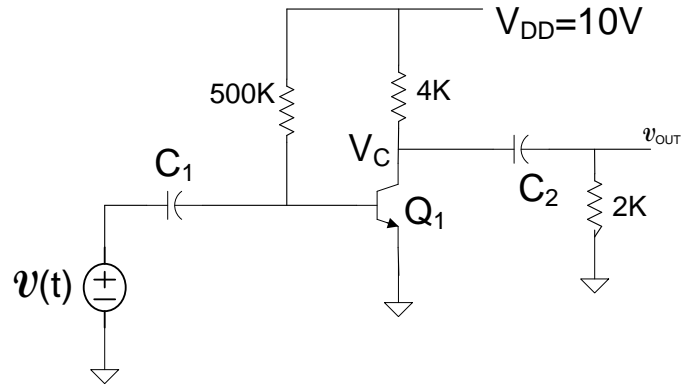 V_DD=10V
500K
4K
V_C
v_OUT
C_1
C_2
Q_1
2K
v(t)
+
−